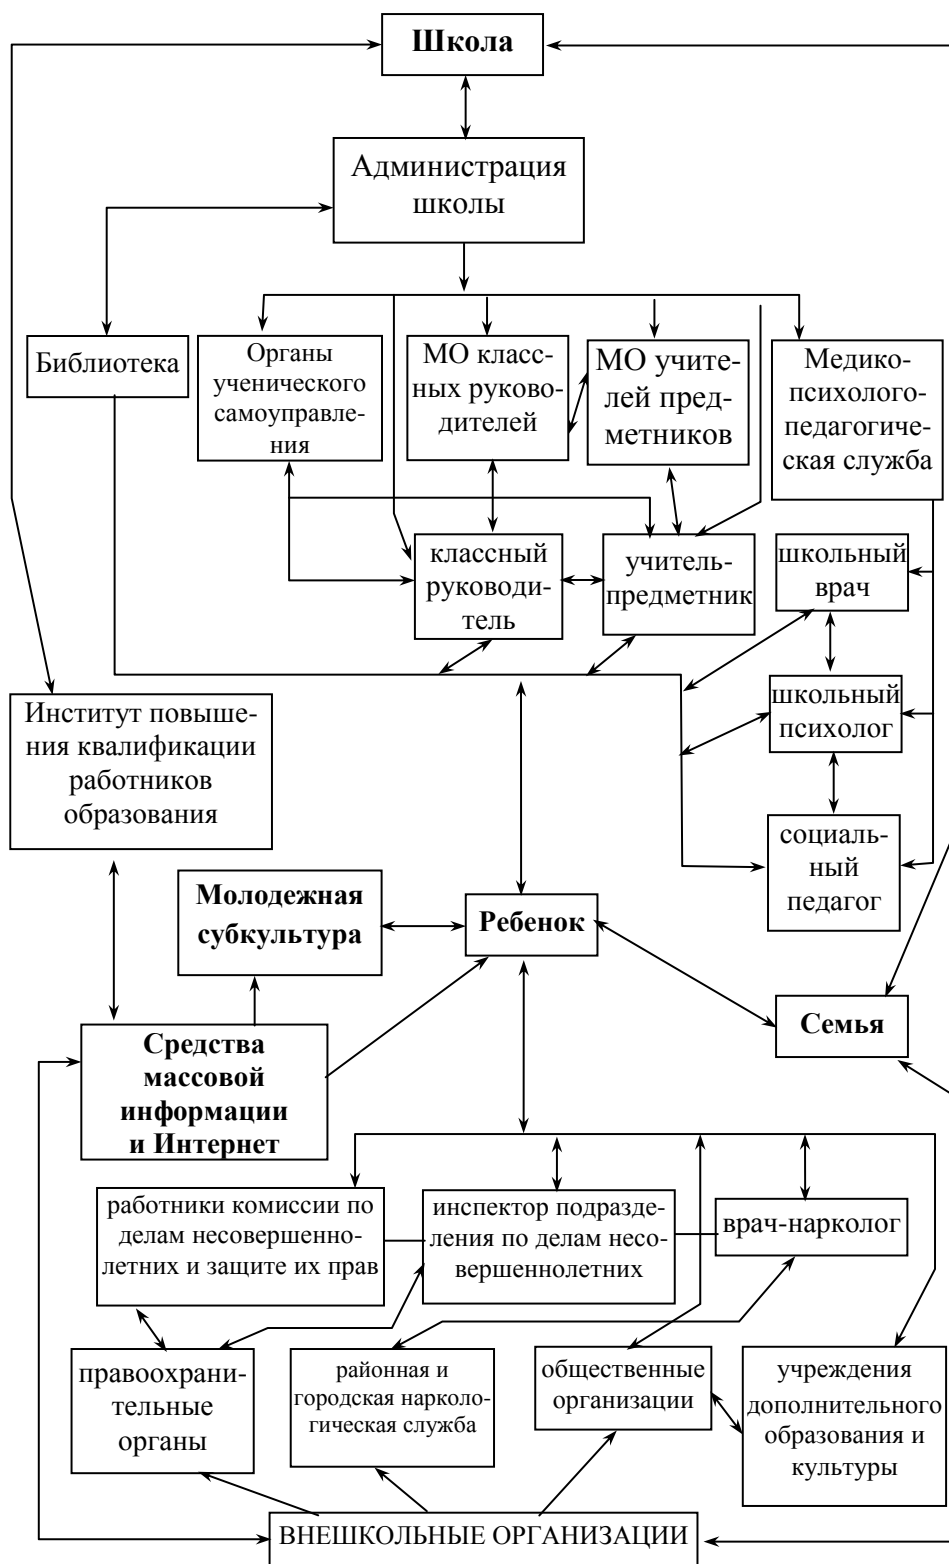 Школа
Администрация
школы
Библиотека
Органы
ученического
самоуправле-
ния
МО класс-
ных руково-
дителей
МО учите-
лей пред-
метников
Медико-
психолого-
педагогиче-
ская служба
классный
руководи-
тель
учитель-
предметник
школьный
врач
школьный
психолог
социаль-
ный
педагог
Институт повыше-
ния квалификации
работников
образования
Молодежная
субкультура
Ребенок
Семья
Средства
массовой
информации
и Интернет
работники комиссии по
делам несовершенно-
летних и защите их прав
инспектор подразде-
ления по делам несо-
вершеннолетних
врач-нарколог
правоохрани-
тельные
органы
районная и
городская нарколо-
гическая служба
общественные
организации
учреждения
дополнительного
образования и
культуры
ВНЕШКОЛЬНЫЕ ОРГАНИЗАЦИИ